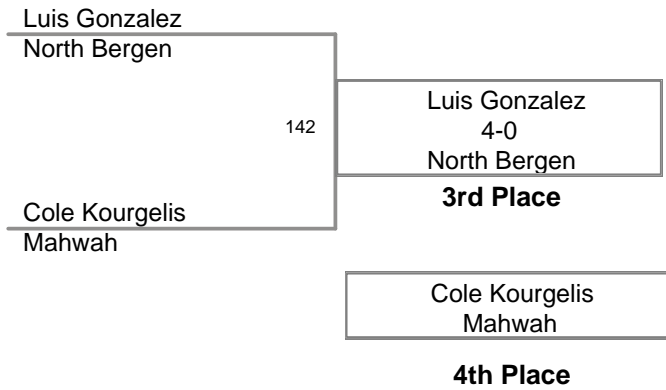 Luis Gonzalez
North Bergen
142
Luis Gonzalez
4-0
North Bergen
3rd Place
Cole Kourgelis
Mahwah
Cole Kourgelis
Mahwah
4th Place